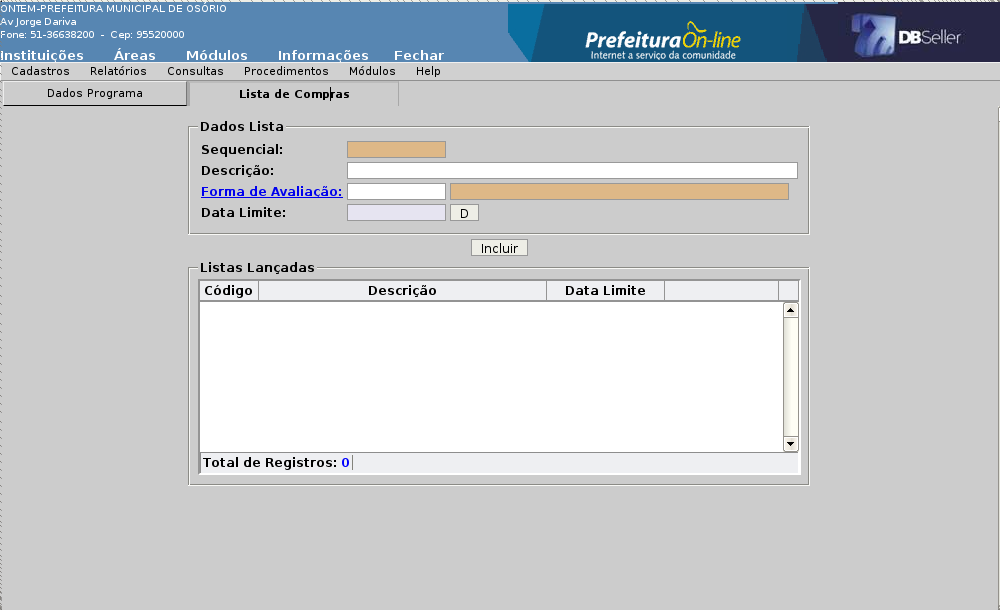 ONTEM-PREFEITURA MUNICIPAL DE OSÓRIO
Av Jorge Dariva
Fone: 51-36638200 - Cep: 95520000
PrefeituraOn-line
Internet a serviço da comunidade
DBSeller
Instituições Áreas Módulos Informações Fechar
Cadastros Relatórios Consultas Procedimentos Módulos Help
Dados Programa Lista de Compras
Dados Lista
Sequencial:
Descrição:
Forma de Avaliação:
Data Limite: D
Incluir
Listas Lançadas
Código Descrição Data Limite
Total de Registros: 0